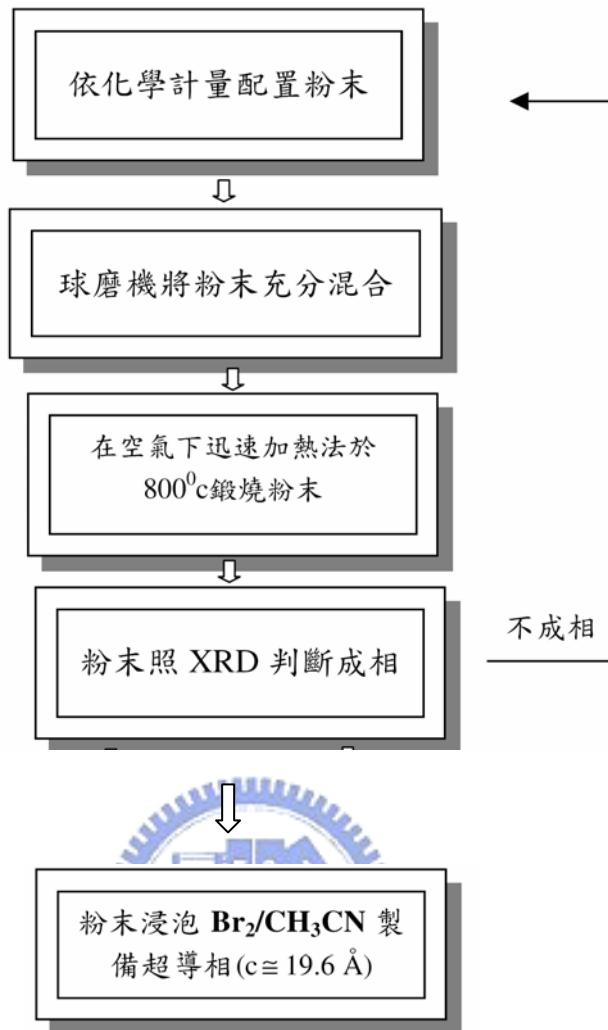 依化學計量配置粉末
球磨機將粉末充分混合
在空氣下迅速加熱法於
800⁰c鍛燒粉末
粉末照 XRD 判斷成相
不成相
粉末浸泡 Br₂/CH₃CN 製
備超導相(c≅19.6 Å)